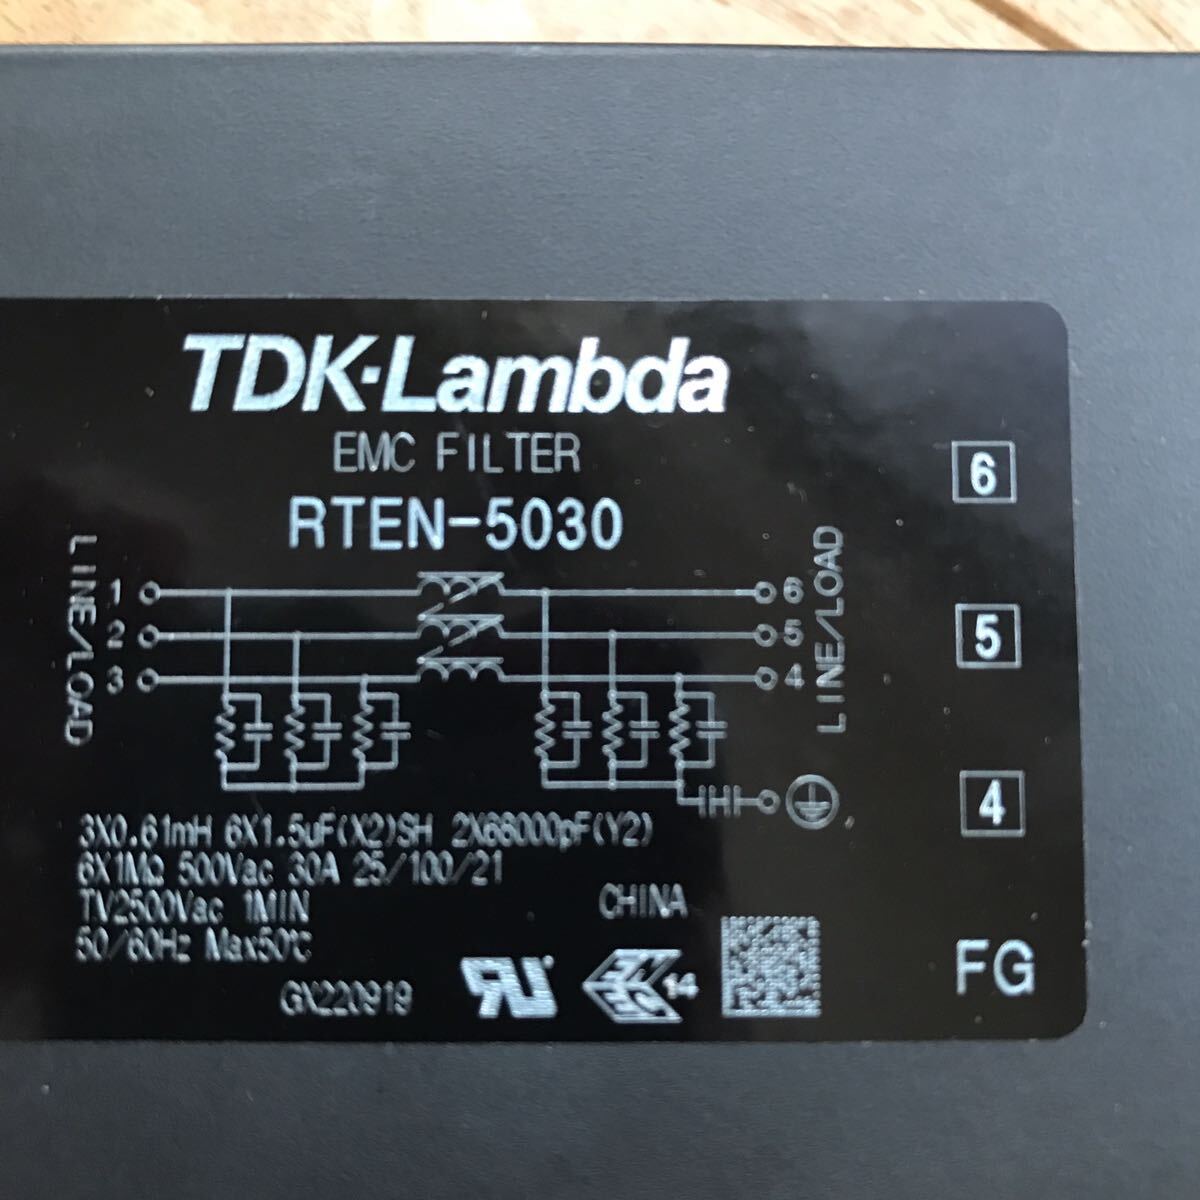 TDK·Lambda
EMC FILTER
RTEN-5030
LINE/LOAD
1
2
3
6
5
4
LINE/LOAD
3X0.61mH 6X1.5uF(X2)SH 2X68000pF(Y2)
6X1MΩ 500Vac 30A 25/100/21
TV2500Vac 1MIN
50/60Hz Max50℃
CHINA
GX220919
RU
ENEC 14
6
5
4
FG